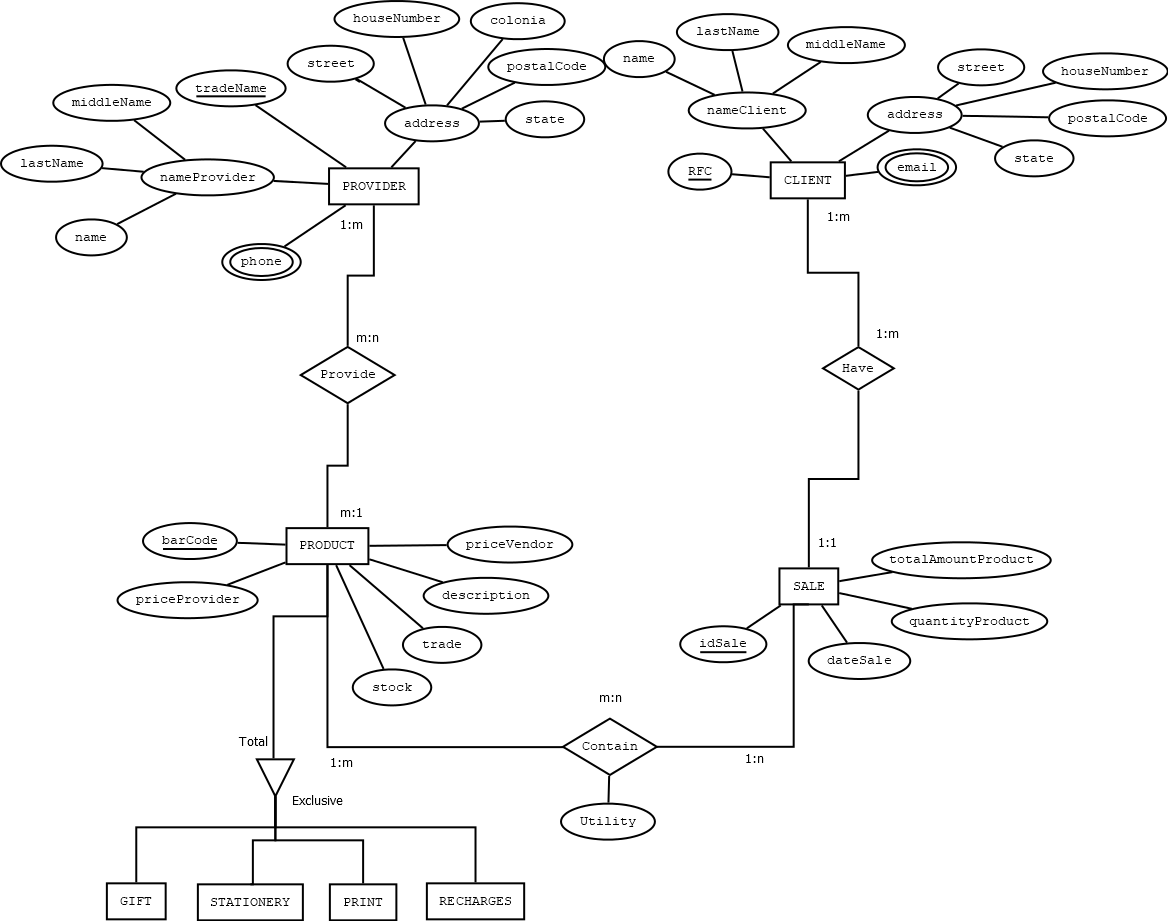 houseNumber
colonia
lastName
middleName
name
street
postalCode
street
houseNumber
tradeName
middleName
nameClient
address
postalCode
address
state
lastName
nameProvider
PROVIDER
RFC
CLIENT
email
state
name
phone
1:m
1:m
m:n
1:m
Provide
Have
m:1
barCode
PRODUCT
priceVendor
1:1
totalAmountProduct
priceProvider
description
SALE
quantityProduct
trade
idSale
dateSale
stock
m:n
Total
Contain
1:m
1:n
Exclusive
Utility
GIFT
STATIONERY
PRINT
RECHARGES